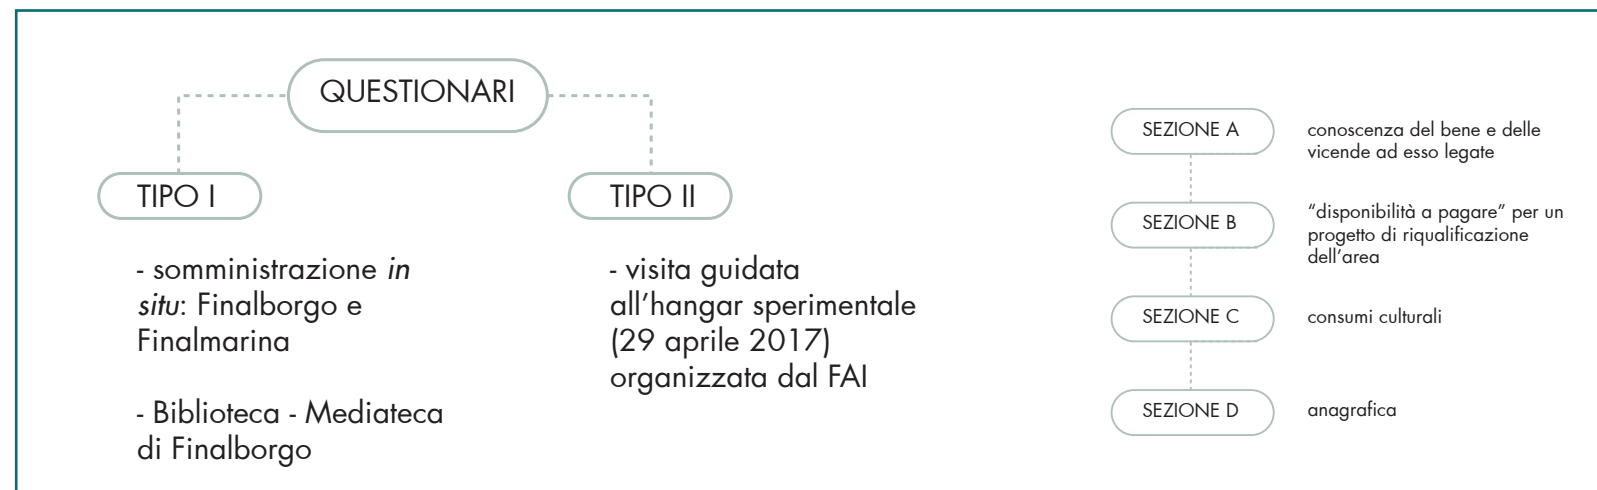 QUESTIONARI
TIPO I
- somministrazione in
situ: Finalborgo e
Finalmarina
- Biblioteca - Mediateca
di Finalborgo
TIPO II
- visita guidata
all'hangar sperimentale
(29 aprile 2017)
organizzata dal FAI
SEZIONE A
conoscenza del bene e delle
vicende ad esso legate
SEZIONE B
“disponibilità a pagare” per un
progetto di riqualificazione
dell'area
SEZIONE C
consumi culturali
SEZIONE D
anagrafica